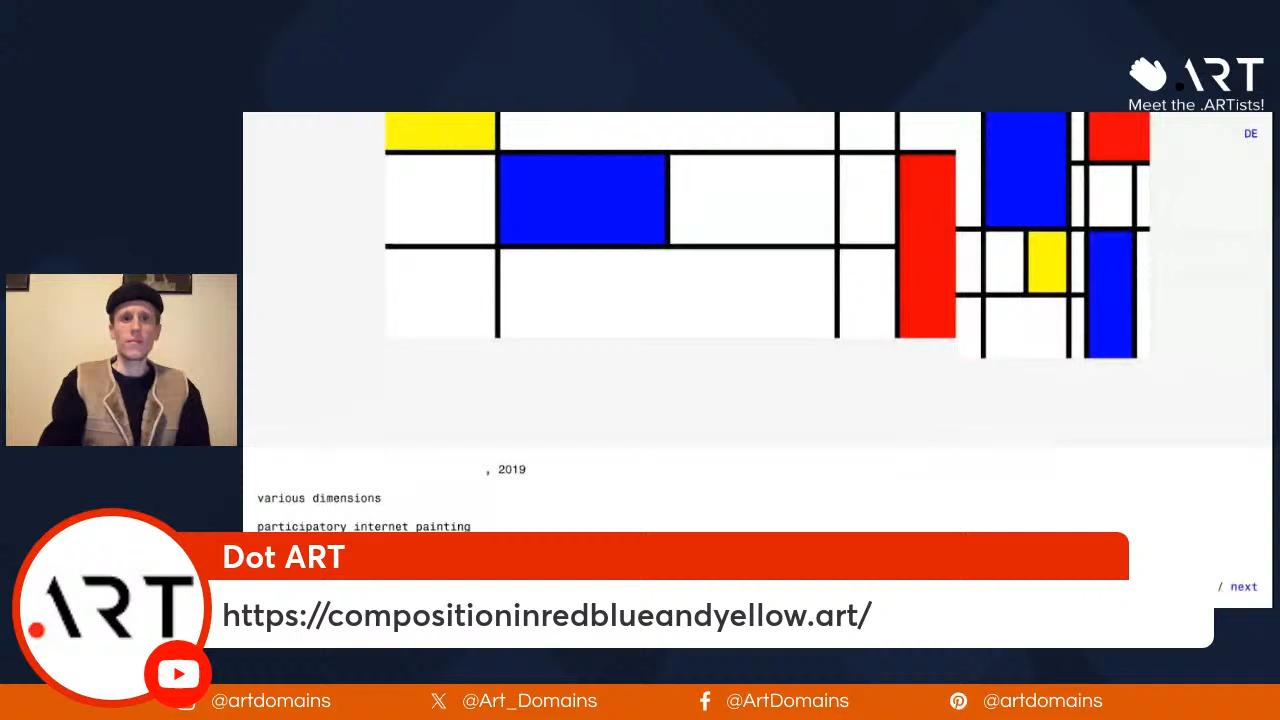 .ART
Meet the .ARTists!
DE
, 2019
various dimensions
participatory internet painting
/ next
Dot ART
https://compositioninredblueandyellow.art/
.ART
@artdomains
@Art_Domains
@ArtDomains
@artdomains